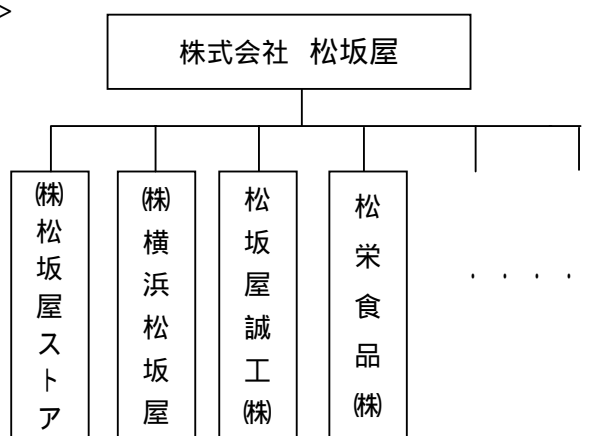 >
株式会社 松坂屋
㈱松坂屋ストア
㈱横浜松坂屋
松坂屋誠工㈱
松栄食品㈱
. . . .